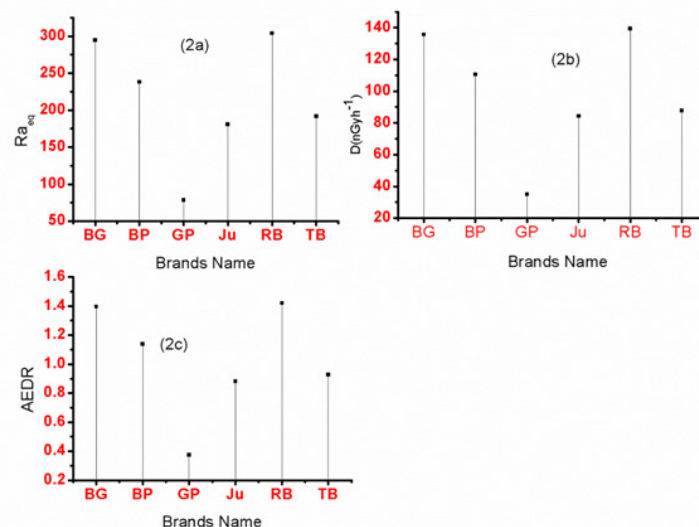 (2a)
300
250
200
150
100
50
Ra_eq
BG BP GP Ju RB TB
Brands Name
(2b)
140
120
100
80
60
40
20
D(nGyh^-1)
BG BP GP Ju RB TB
Brands Name
(2c)
1.6
1.4
1.2
1.0
0.8
0.6
0.4
0.2
AEDR
BG BP GP Ju RB TB
Brands Name